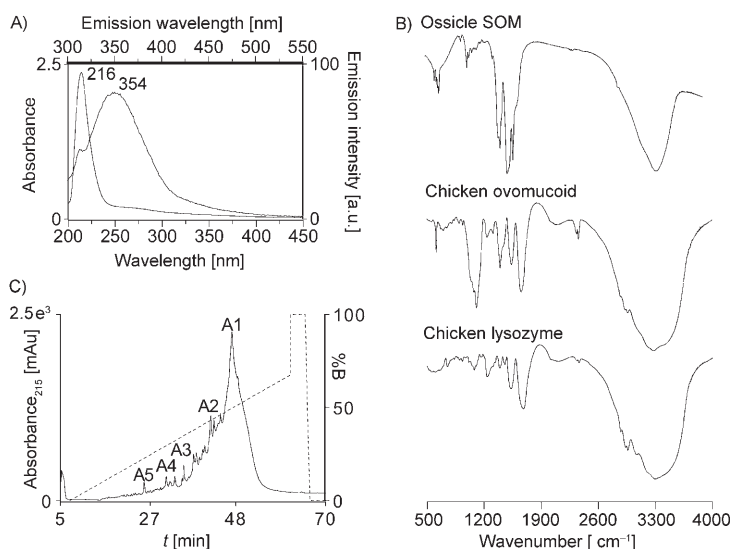 A)
Emission wavelength [nm]
300 350 400 450 500 550
2.5
216
354
100
Absorbance
Emission intensity [a.u.]
0
0
200 250 300 350 400 450
Wavelength [nm]
B)
Ossicle SOM
Chicken ovomucoid
Chicken lysozyme
500 1200 1900 2600 3300 4000
Wavenumber [ cm⁻¹]
C)
2.5e³
100
A1
A2
A3
A4
A5
Absorbance₂₁₅ [mAu]
%B
50
0
0
5 27 48 70
t [min]